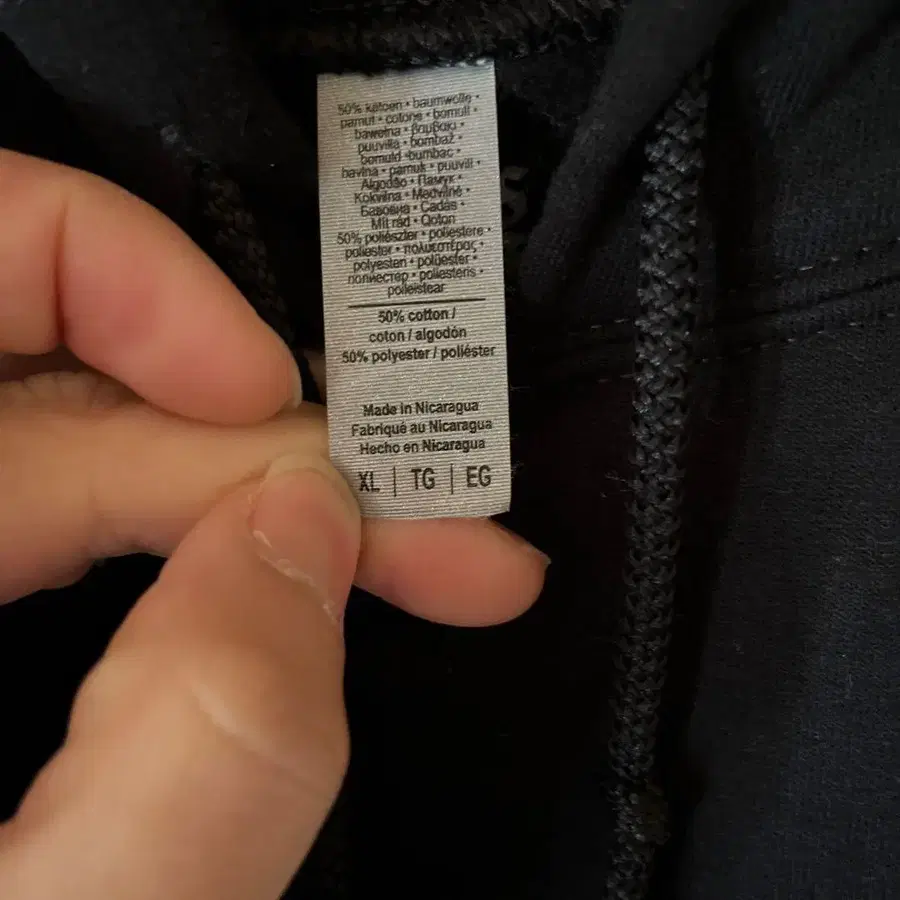 50% katoen • baumwolle •
pamut • cotone • bomull •
bawełna • βαμβάκι •
puuvilla • bombaž •
bomuld • bumbac •
bavlna • pamuk • puuvill •
Algodão • Памук •
Kokvilna • Medvilnė •
Бавовна • Cadás •
Mit rád • Qoton
50% poliészter • poliestere •
poliester • πολυεστέρας •
polyesteri • polüester •
полиестер • poliesteris •
poileistear
50% cotton /
coton / algodón
50% polyester / poliéster
Made in Nicaragua
Fabriqué au Nicaragua
Hecho en Nicaragua
XL | TG | EG
S